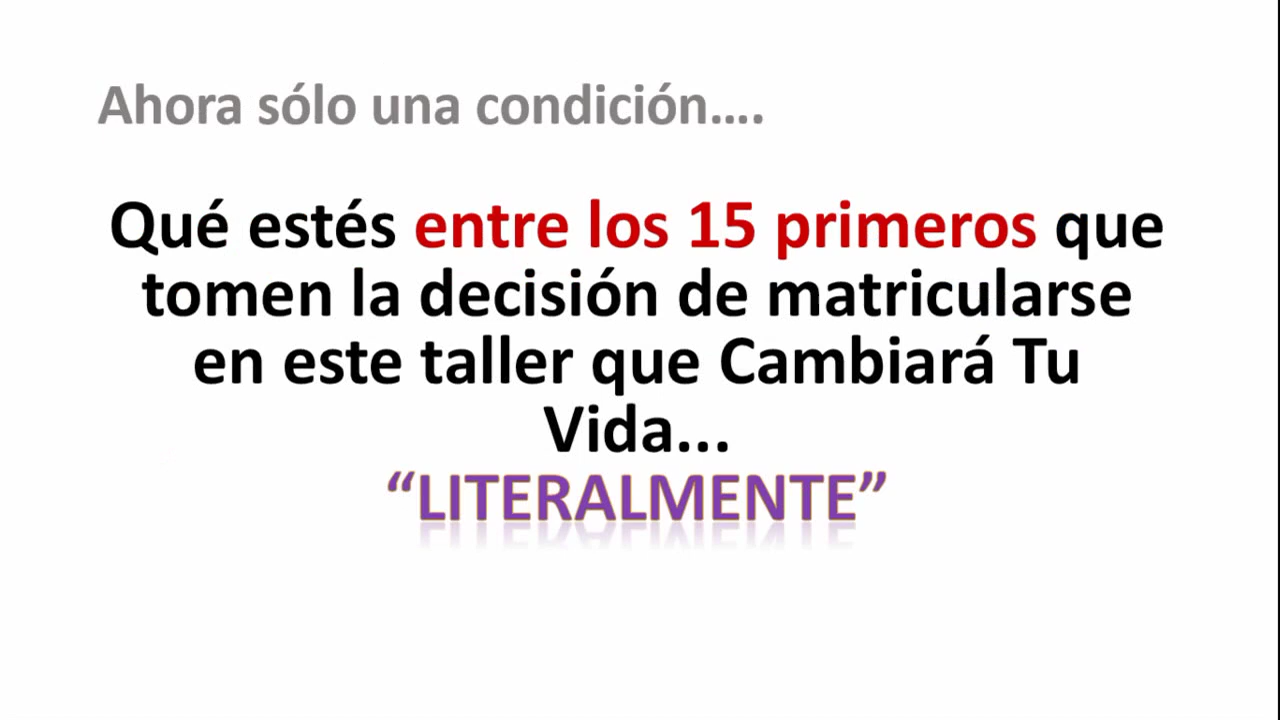 Ahora sólo una condición....
Qué estés entre los 15 primeros que
tomen la decisión de matricularse
en este taller que Cambiará Tu
Vida...
“LITERALMENTE”